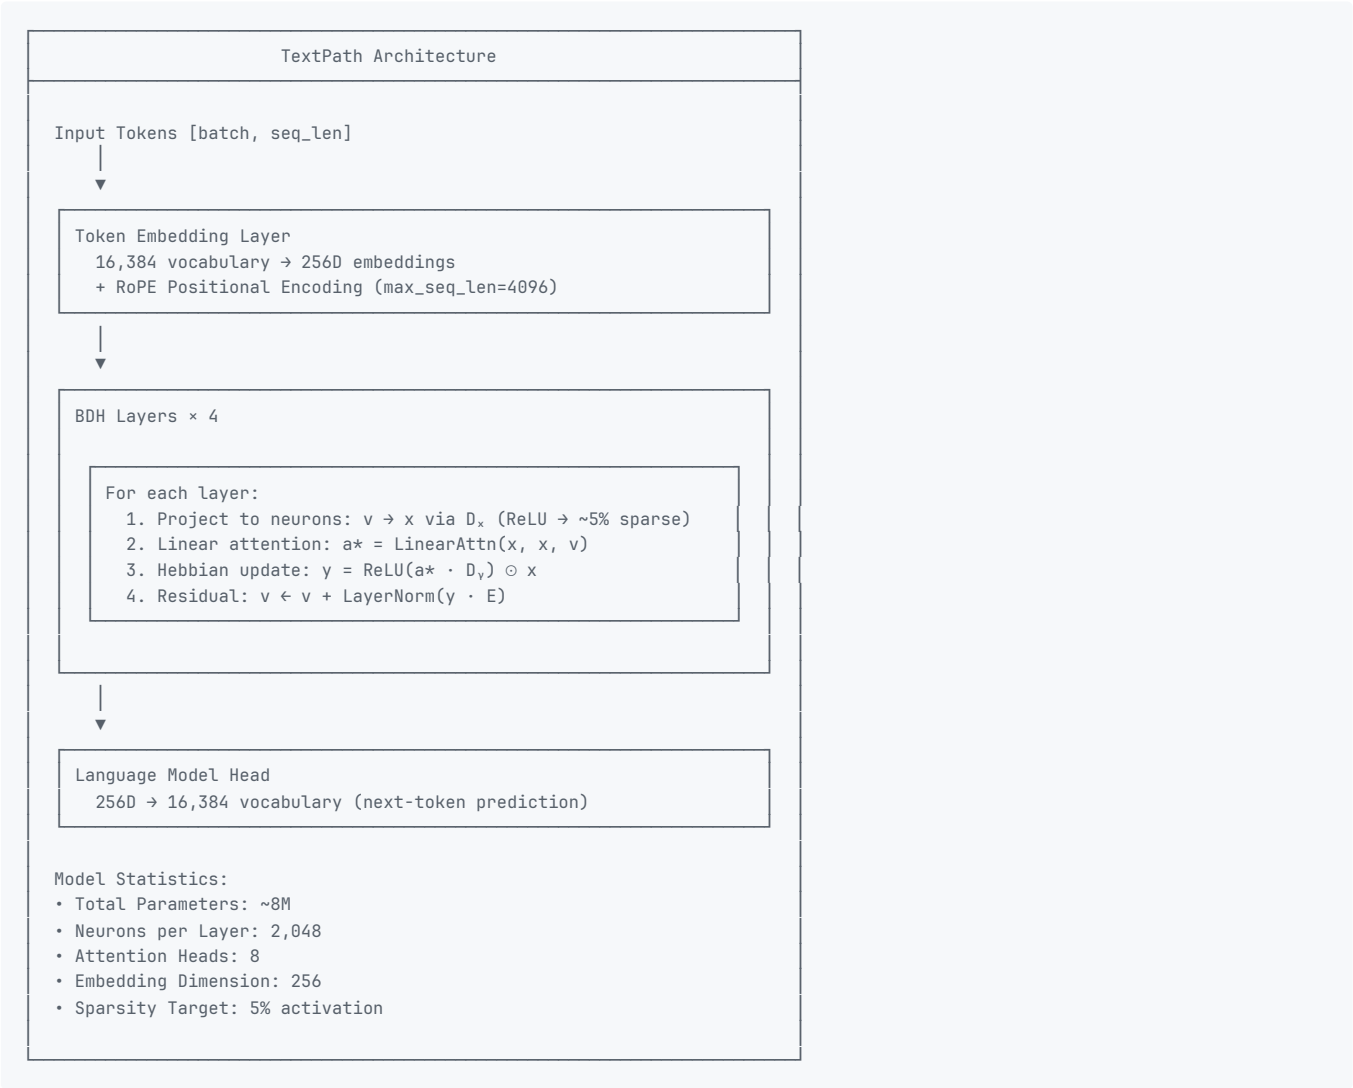 TextPath Architecture
Input Tokens [batch, seq_len]
Token Embedding Layer
16,384 vocabulary → 256D embeddings
+ RoPE Positional Encoding (max_seq_len=4096)
BDH Layers × 4
For each layer:
1. Project to neurons: v → x via Dₓ (ReLU → ~5% sparse)
2. Linear attention: a* = LinearAttn(x, x, v)
3. Hebbian update: y = ReLU(a* · Dᵧ) ⊙ x
4. Residual: v ← v + LayerNorm(y · E)
Language Model Head
256D → 16,384 vocabulary (next-token prediction)
Model Statistics:
• Total Parameters: ~8M
• Neurons per Layer: 2,048
• Attention Heads: 8
• Embedding Dimension: 256
• Sparsity Target: 5% activation